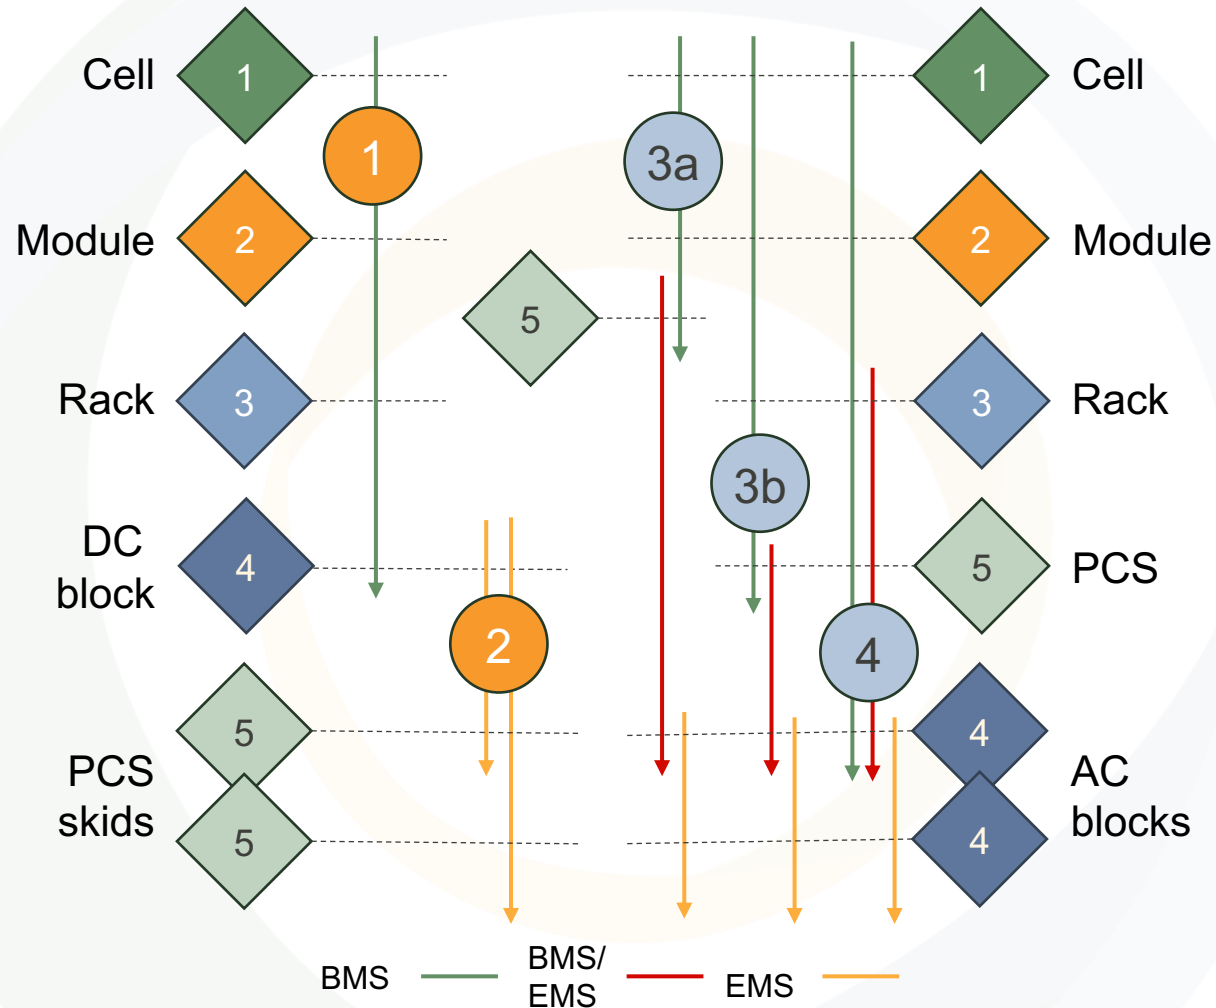 Cell
1
1
Cell
1
3a
Module
2
2
Module
5
Rack
3
3
Rack
3b
DC
block
4
5
PCS
2
4
5
4
PCS
skids
AC
blocks
5
4
BMS
BMS/
EMS
EMS